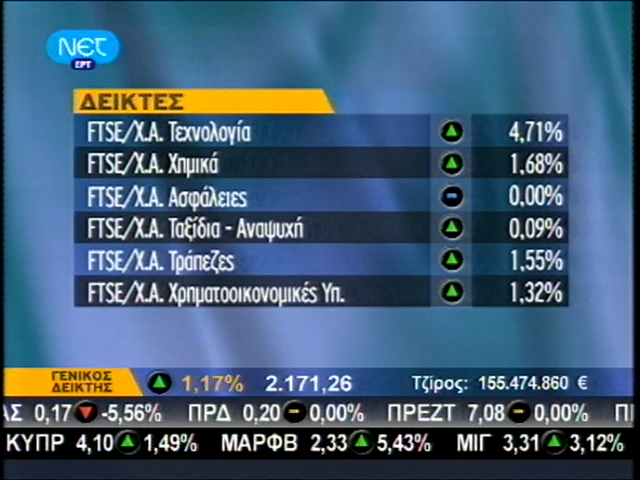 NET
ΕΡΤ
ΔΕΙΚΤΕΣ
FTSE/Χ.Α. Τεχνολογία 4,71%
FTSE/Χ.Α. Χημικά 1,68%
FTSE/Χ.Α. Ασφάλειες 0,00%
FTSE/Χ.Α. Ταξίδια - Αναψυχή 0,09%
FTSE/Χ.Α. Τράπεζες 1,55%
FTSE/Χ.Α. Χρηματοοικονομικές Υπ. 1,32%
ΓΕΝΙΚΟΣ
ΔΕΙΚΤΗΣ 1,17% 2.171,26 Τζίρος: 155.474.860 €
ΑΣ 0,17 -5,56% ΠΡΔ 0,20 0,00% ΠΡΕΖΤ 7,08 0,00%
ΚΥΠΡ 4,10 1,49% ΜΑΡΦΒ 2,33 5,43% ΜΙΓ 3,31 3,12%